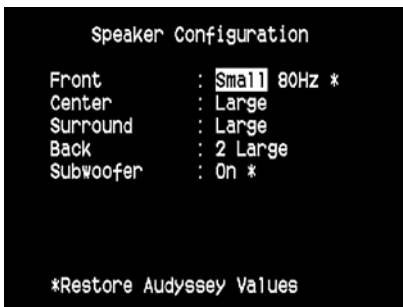 Speaker Configuration
Front : Small 80Hz *
Center : Large
Surround : Large
Back : 2 Large
Subwoofer : On *
*Restore Audyssey Values